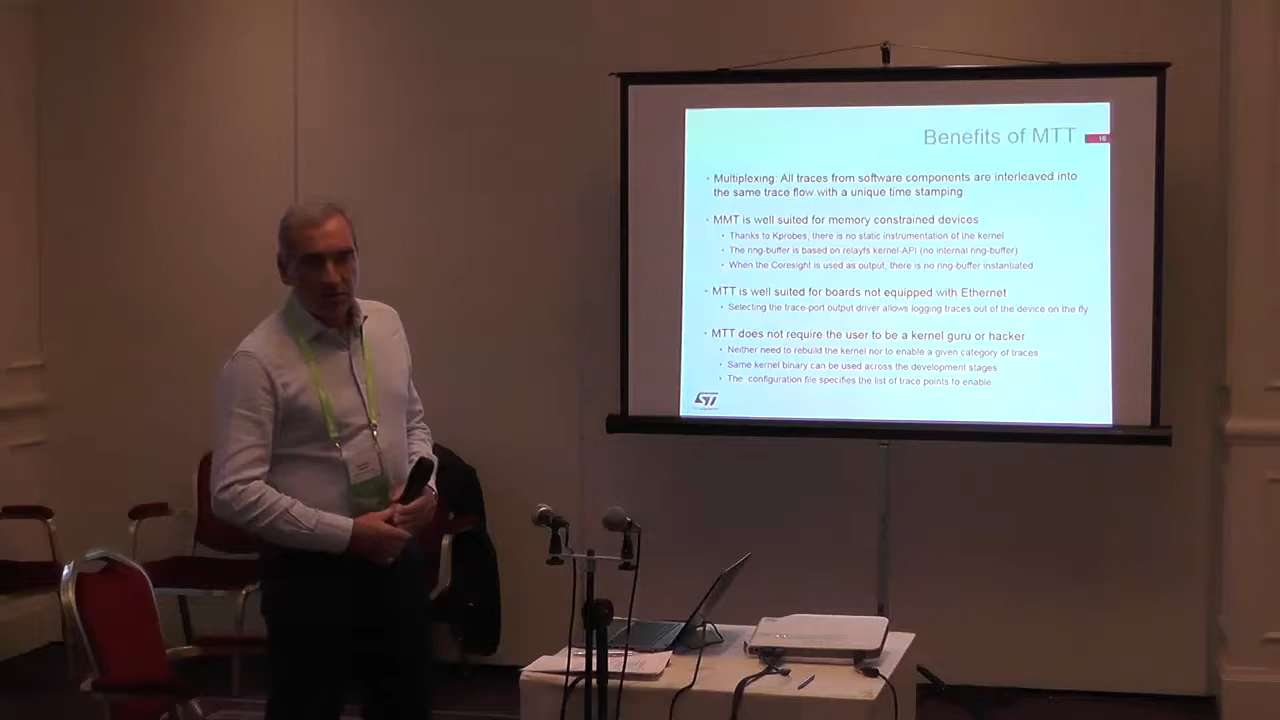 Benefits of MTT
16
• Multiplexing: All traces from software components are interleaved into
the same trace flow with a unique time stamping
• MMT is well suited for memory constrained devices
• Thanks to Kprobes, there is no static instrumentation of the kernel
• The ring-buffer is based on relayfs kernel-API (no internal ring-buffer)
• When the Coresight is used as output, there is no ring-buffer instantiated
• MTT is well suited for boards not equipped with Ethernet
• Selecting the trace-port output driver allows logging traces out of the device on the fly
• MTT does not require the user to be a kernel guru or hacker
• Neither need to rebuild the kernel nor to enable a given category of traces
• Same kernel binary can be used across the development stages
• The configuration file specifies the list of trace points to enable
ST